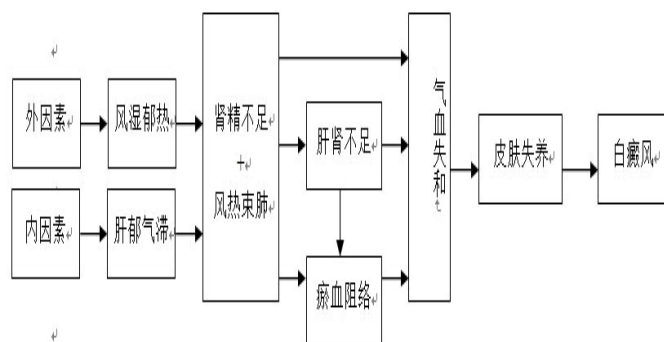 外因素
风湿郁热
内因素
肝郁气滞
肾精不足
+
风热束肺
肝肾不足
瘀血阻络
气血失和
皮肤失养
白癜风